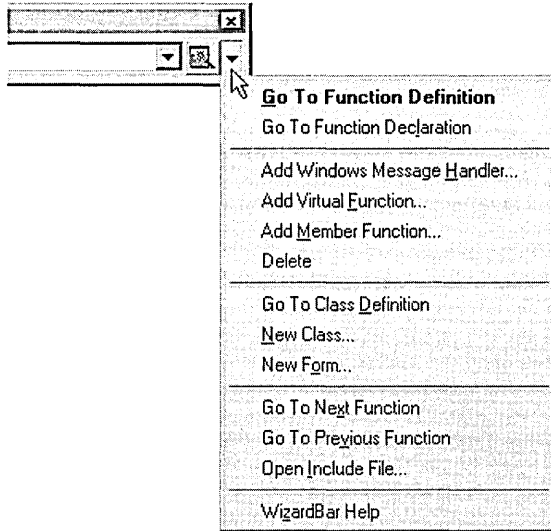 Go To Function Definition
Go To Function Declaration
Add Windows Message Handler...
Add Virtual Function...
Add Member Function...
Delete
Go To Class Definition
New Class...
New Form...
Go To Next Function
Go To Previous Function
Open Include File...
WizardBar Help